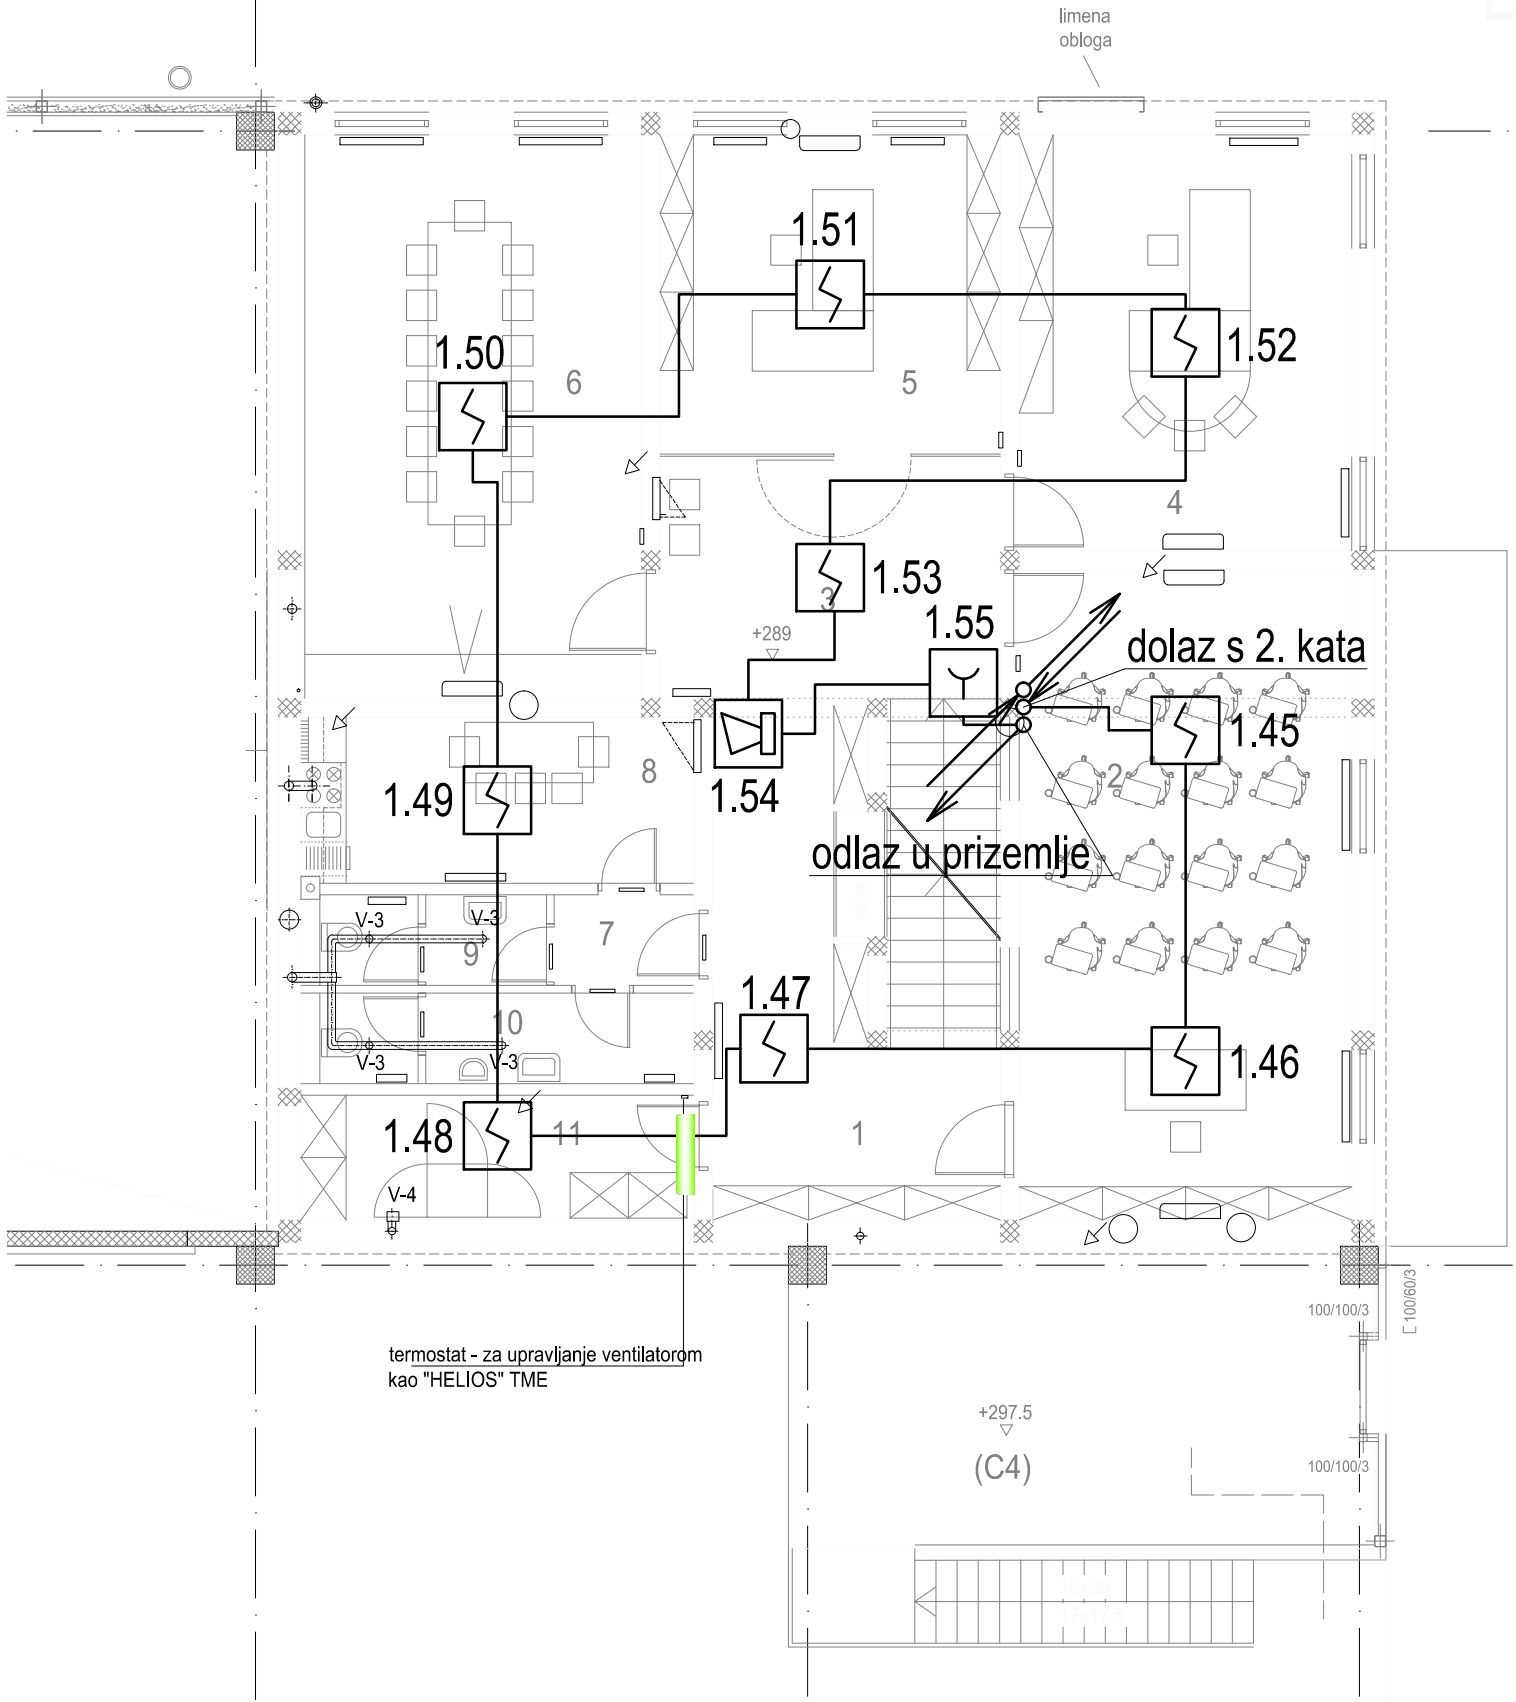 limena
obloga
1.51
1.52
1.50
6
5
4
1.53
3
+289
1.55
dolaz s 2. kata
1.45
2
8
1.49
1.54
odlaz u prizemlje
V-3
V-3
7
9
1.47
10
V-3
V-3
1.46
1.48
11
1
V-4
100/60/3
100/100/3
termostat - za upravljanje ventilatorom
kao "HELIOS" TME
+297.5
(C4)
100/100/3